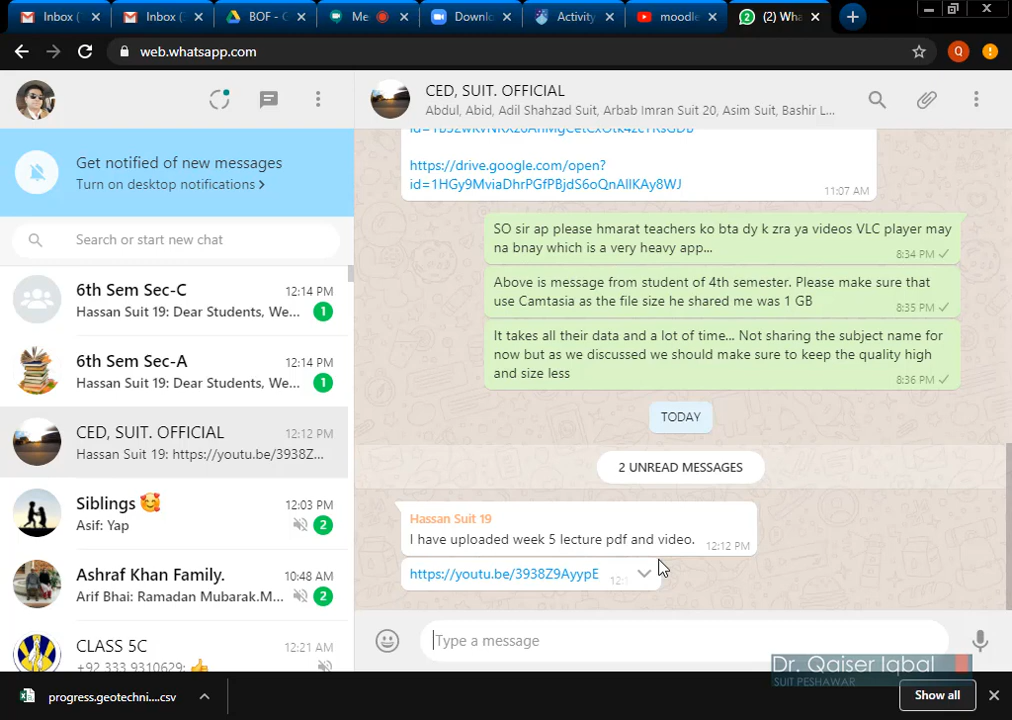 Inbox (
Inbox (
BOF - C
Me
Downl
Activity
moodle
(2) Wha
web.whatsapp.com
Q
CED, SUIT. OFFICIAL
Abdul, Abid, Adil Shahzad Suit, Arbab Imran Suit 20, Asim Suit, Bashir L...
Get notified of new messages
Turn on desktop notifications >
Search or start new chat
6th Sem Sec-C
12:14 PM
Hassan Suit 19: Dear Students, We...
1
6th Sem Sec-A
12:14 PM
Hassan Suit 19: Dear Students, We...
1
CED, SUIT. OFFICIAL
12:12 PM
Hassan Suit 19: https://youtu.be/3938Z...
Siblings 🥰
12:03 PM
Asif: Yap
2
Ashraf Khan Family.
10:48 AM
Arif Bhai: Ramadan Mubarak.M...
2
CLASS 5C
12:21 AM
+92 333 9310629: 👍
https://drive.google.com/open?
id=1HGy9MviaDhrPGfPBjdS6oQnAlIKAy8WJ
11:07 AM
SO sir ap please hmarat teachers ko bta dy k zra ya videos VLC player may
na bnay which is a very heavy app...
8:34 PM ✓
Above is message from student of 4th semester. Please make sure that
use Camtasia as the file size he shared me was 1 GB
8:35 PM ✓
It takes all their data and a lot of time... Not sharing the subject name for
now but as we discussed we should make sure to keep the quality high
and size less
8:36 PM ✓
TODAY
2 UNREAD MESSAGES
Hassan Suit 19
I have uploaded week 5 lecture pdf and video.
12:12 PM
https://youtu.be/3938Z9AyypE
12:1
Type a message
Dr. Qaiser Iqbal
SUIT PESHAWAR
progress.geotechni....csv
Show all